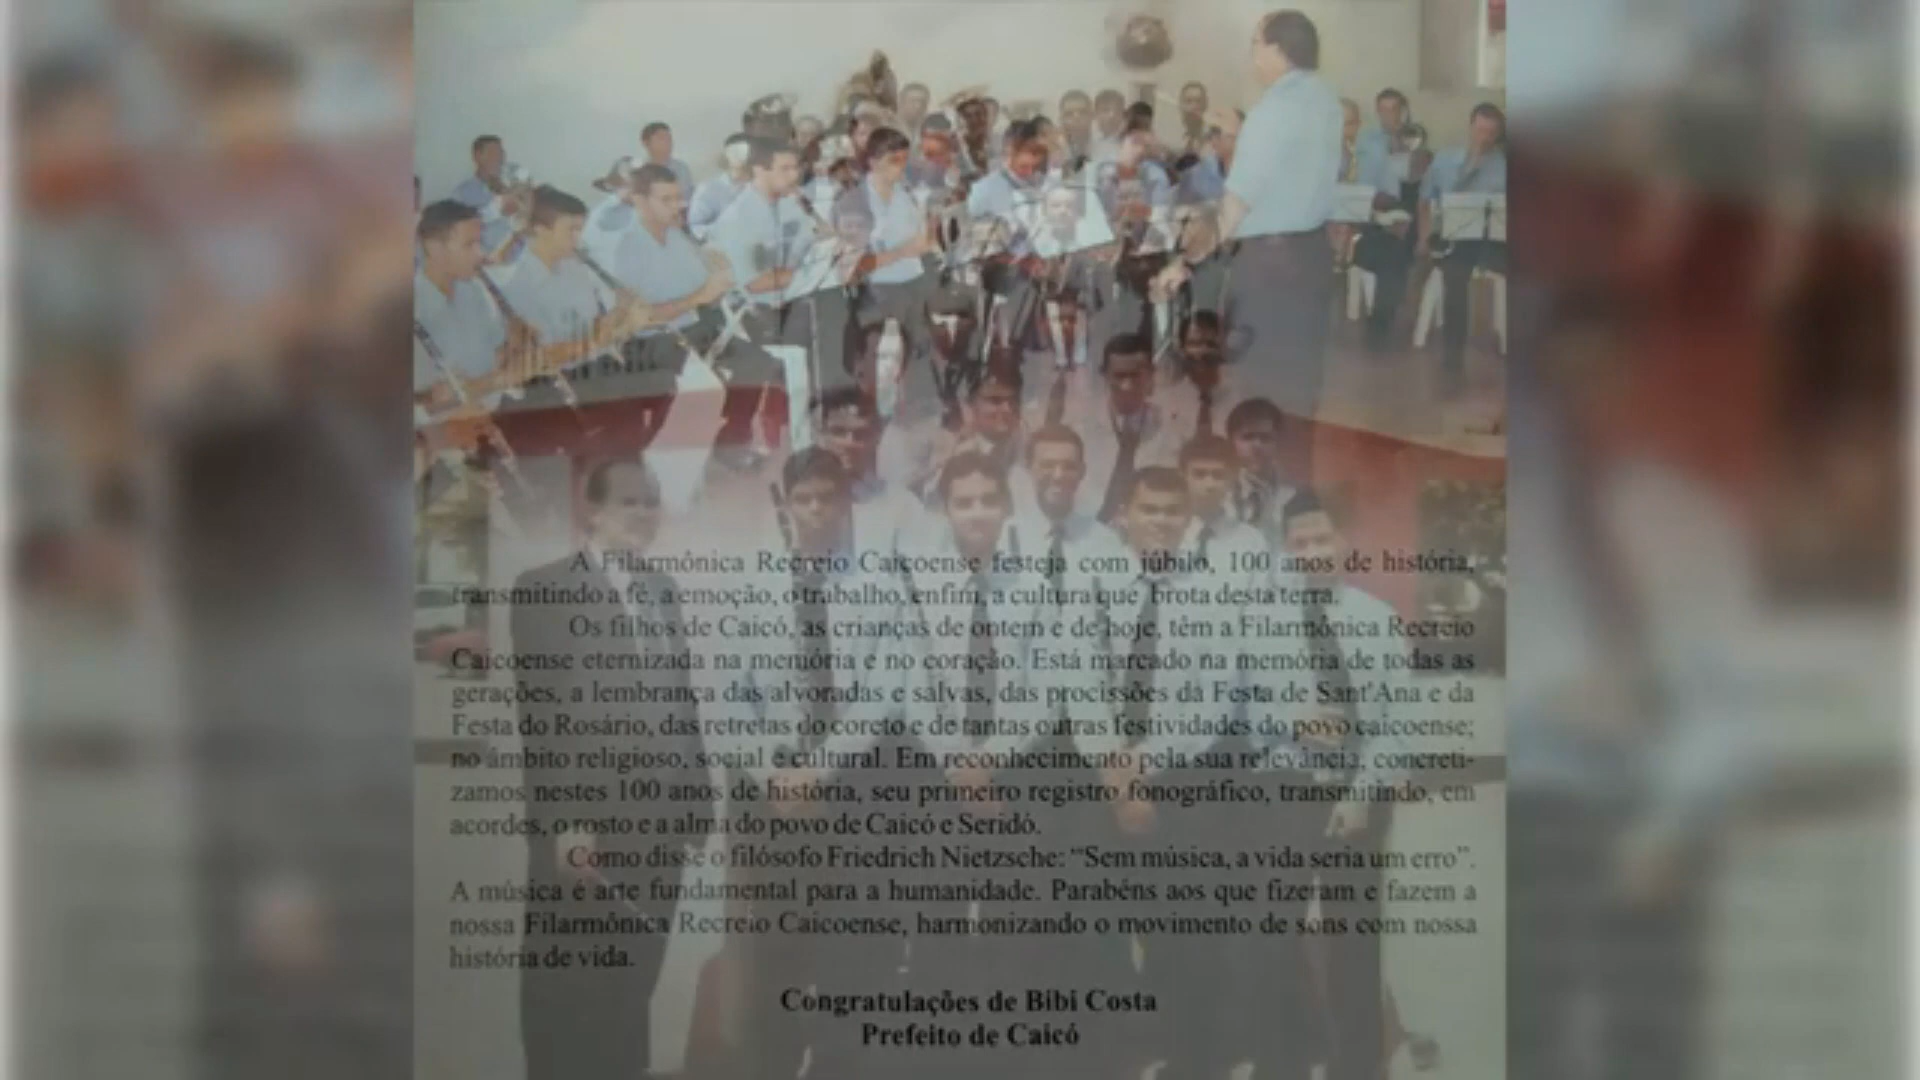 A Filarmônica Recreio Caicoense festeja com júbilo, 100 anos de história,
transmitindo a fé, a emoção, o trabalho, enfim, a cultura que brota desta terra.
Os filhos de Caicó, as crianças de ontem e de hoje, têm a Filarmônica Recreio
Caicoense eternizada na memória e no coração. Está marcado na memória de todas as
gerações, a lembrança das alvoradas e salvas, das procissões da Festa de Sant'Ana e da
Festa do Rosário, das retretas do coreto e de tantas outras festividades do povo caicoense;
no âmbito religioso, social e cultural. Em reconhecimento pela sua relevância, concreti-
zamos nestes 100 anos de história, seu primeiro registro fonográfico, transmitindo, em
acordes, o rosto e a alma do povo de Caicó e Seridó.
Como disse o filósofo Friedrich Nietzsche: “Sem música, a vida seria um erro”.
A música é arte fundamental para a humanidade. Parabéns aos que fizeram e fazem a
nossa Filarmônica Recreio Caicoense, harmonizando o movimento de sons com nossa
história de vida.
Congratulações de Bibi Costa
Prefeito de Caicó